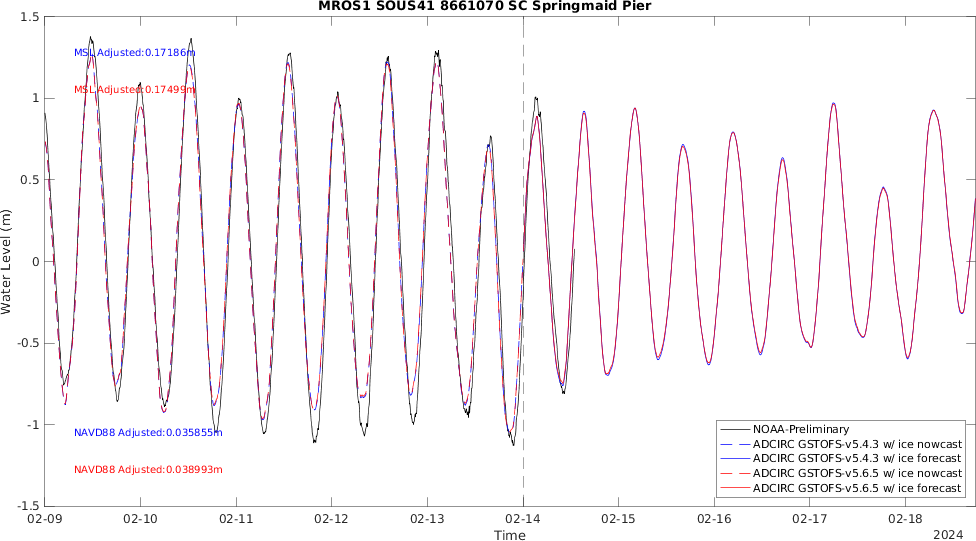 MROS1 SOUS41 8661070 SC Springmaid Pier
1.5
1
0.5
0
-0.5
-1
-1.5
Water Level (m)
MSL Adjusted:0.17186m
MSL Adjusted:0.17499m
NAVD88 Adjusted:0.035855m
NAVD88 Adjusted:0.038993m
NOAA-Preliminary
ADCIRC GSTOFS-v5.4.3 w/ ice nowcast
ADCIRC GSTOFS-v5.4.3 w/ ice forecast
ADCIRC GSTOFS-v5.6.5 w/ ice nowcast
ADCIRC GSTOFS-v5.6.5 w/ ice forecast
02-09 02-10 02-11 02-12 02-13 02-14 02-15 02-16 02-17 02-18
Time
2024